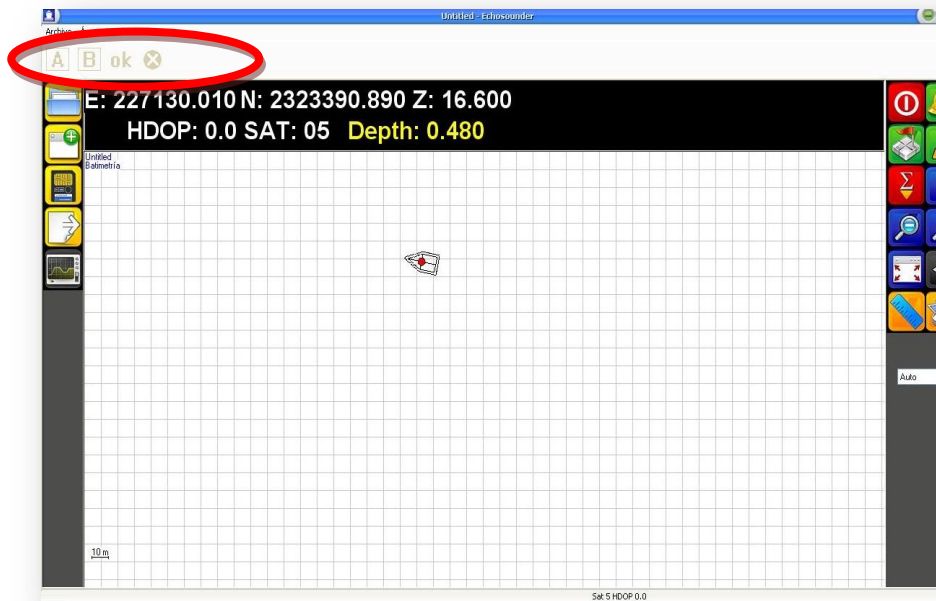 Untitled - Echosounder
Archivo
A B ok
E: 227130.010 N: 2323390.890 Z: 16.600
HDOP: 0.0 SAT: 05 Depth: 0.480
Untitled
Batimetría
Auto
10 m
Sat 5 HDOP 0.0